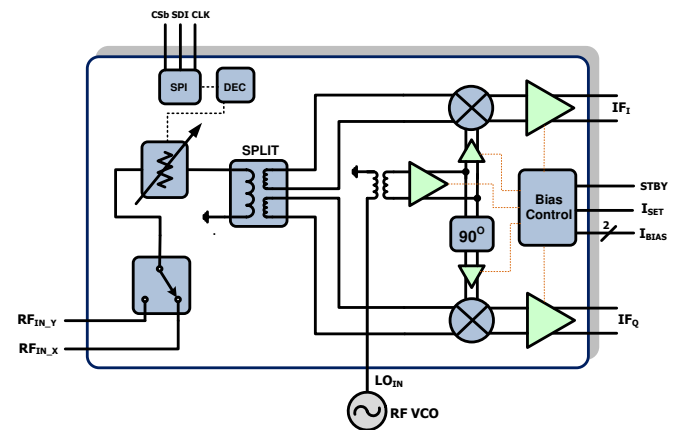 CSb SDI CLK
SPI
DEC
SPLIT
IF_I
Bias
Control
STBY
I_SET
2
I_BIAS
90^O
RF_IN_Y
RF_IN_X
IF_Q
LO_IN
RF VCO